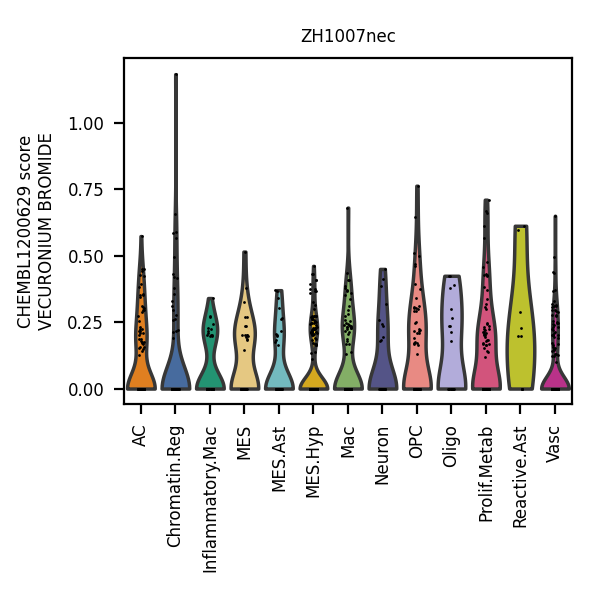 ZH1007nec
CHEMBL1200629 score
VECURONIUM BROMIDE
1.00
0.75
0.50
0.25
0.00
AC
Chromatin.Reg
Inflammatory.Mac
MES
MES.Ast
MES.Hyp
Mac
Neuron
OPC
Oligo
Prolif.Metab
Reactive.Ast
Vasc